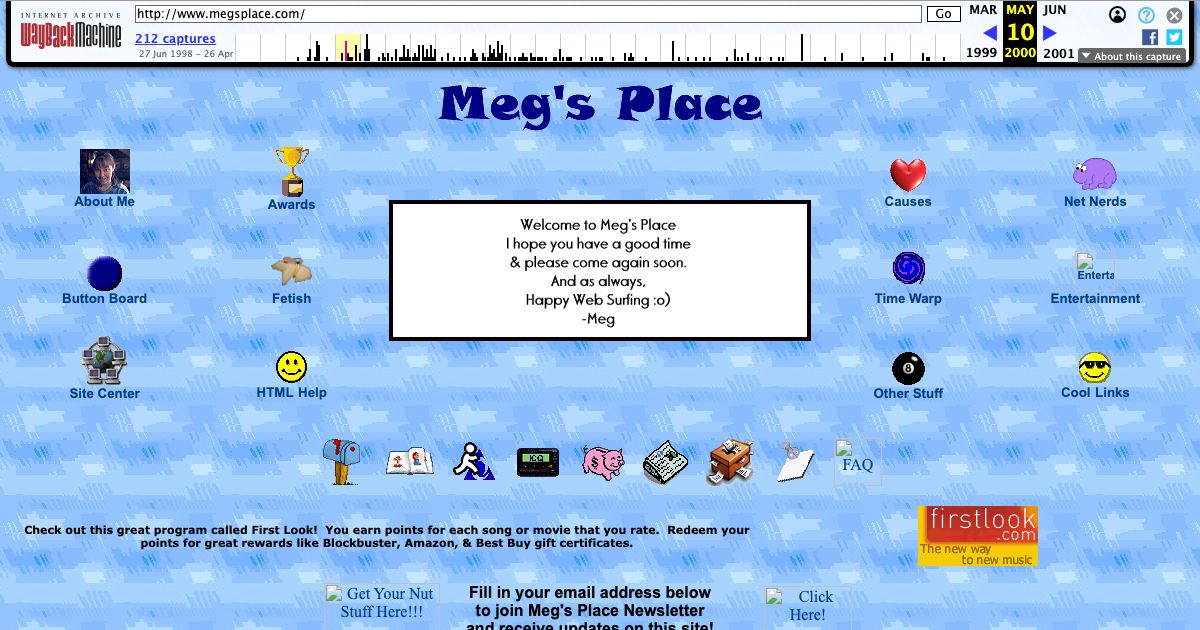 INTERNET ARCHIVE
WayBackMachine
http://www.megsplace.com/
Go
212 captures
27 Jun 1998 – 26 Apr
MAR
MAY
JUN
10
1999
2000
2001
About this capture
Meg's Place
About Me
Awards
Causes
Net Nerds
Welcome to Meg's Place
I hope you have a good time
& please come again soon.
And as always,
Happy Web Surfing :o)
-Meg
Button Board
Fetish
Time Warp
Enterta
Entertainment
Site Center
HTML Help
8
Other Stuff
Cool Links
ICQ
$
FAQ
Check out this great program called First Look!  You earn points for each song or movie that you rate.  Redeem your
points for great rewards like Blockbuster, Amazon, & Best Buy gift certificates.
firstlook
.com
The new way
to new music
Get Your Nut
Stuff Here!!!
Fill in your email address below
to join Meg's Place Newsletter
and receive updates on this site!
Click
Here!